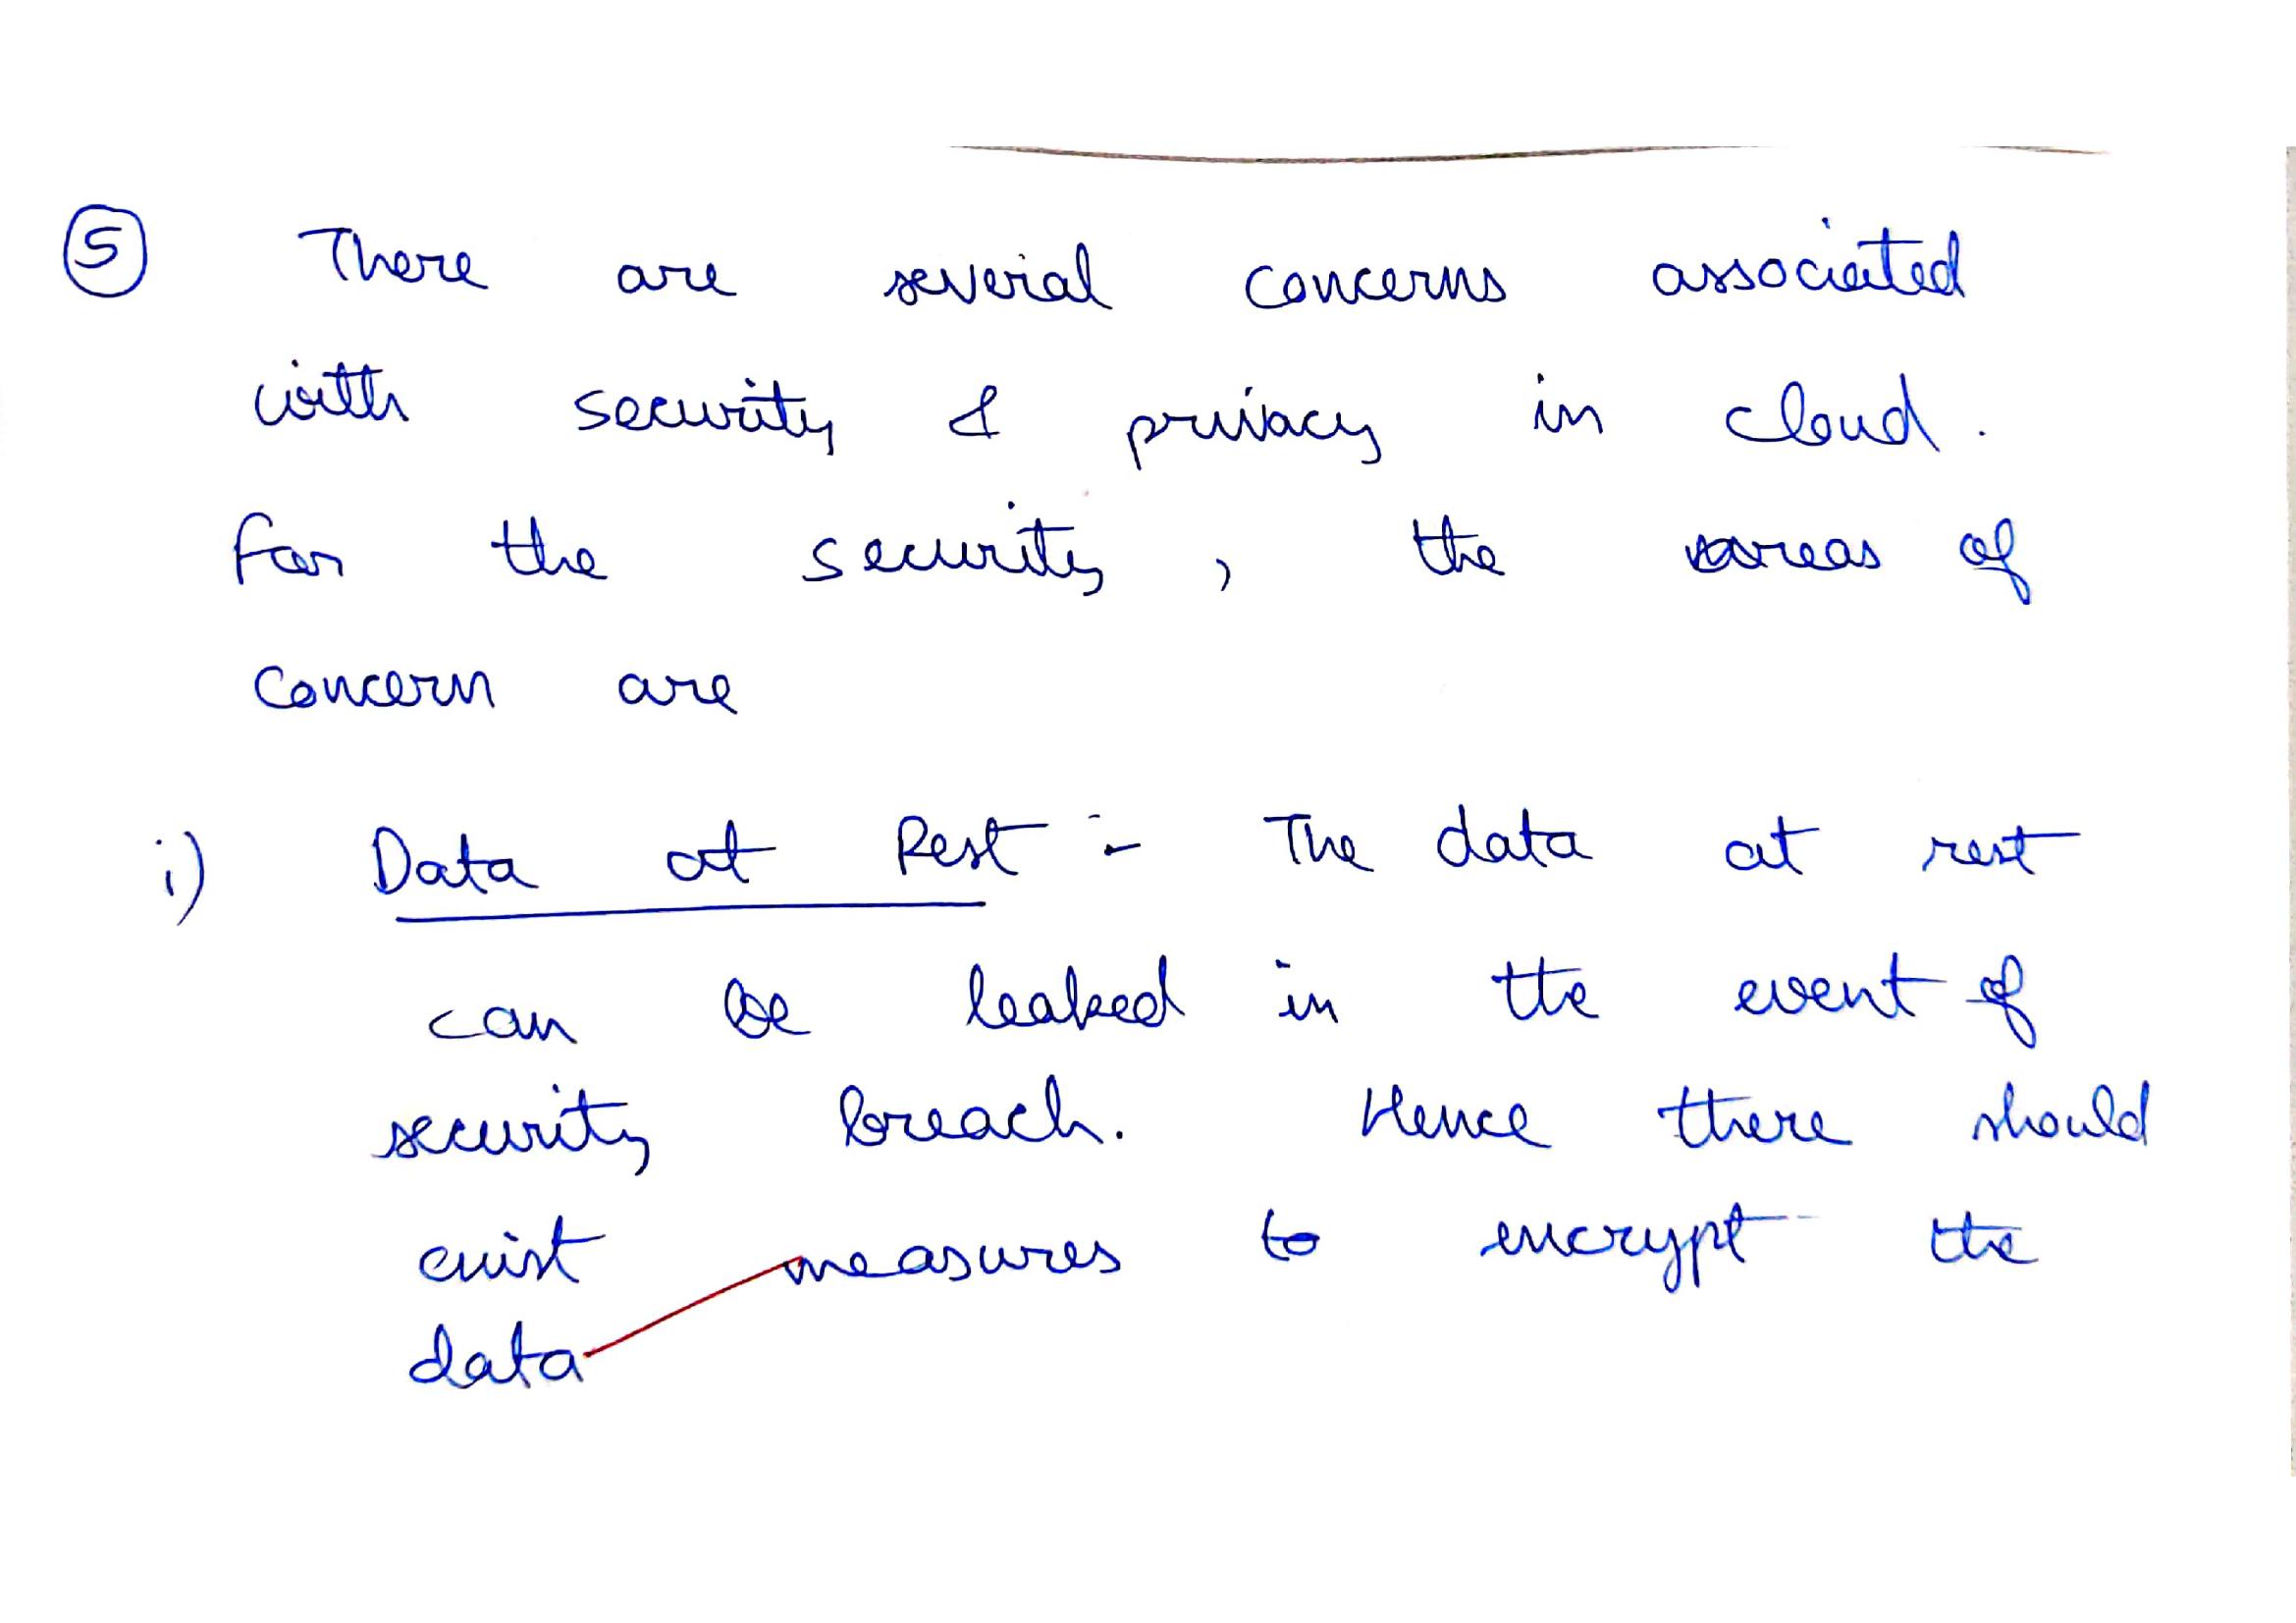 5 There are several concerns associated
with security & privacy in cloud.
for the security, the areas of
concern are
i) Data at Rest :- The data at rest
can be leaked in the event of
security breach. Hence there should
exist measures to encrypt the
data